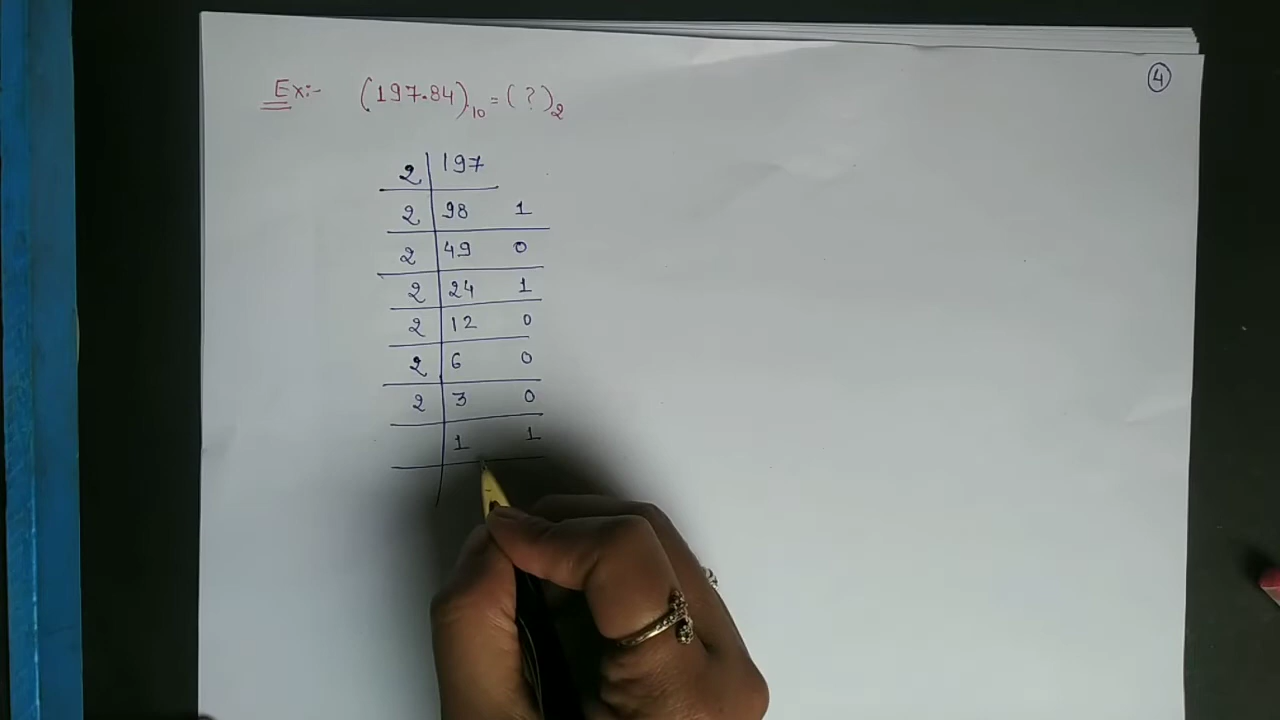 4
Ex:- (197.84)10 = (?)2
2 197
2 98 1
2 49 0
2 24 1
2 12 0
2 6 0
2 3 0
1 1